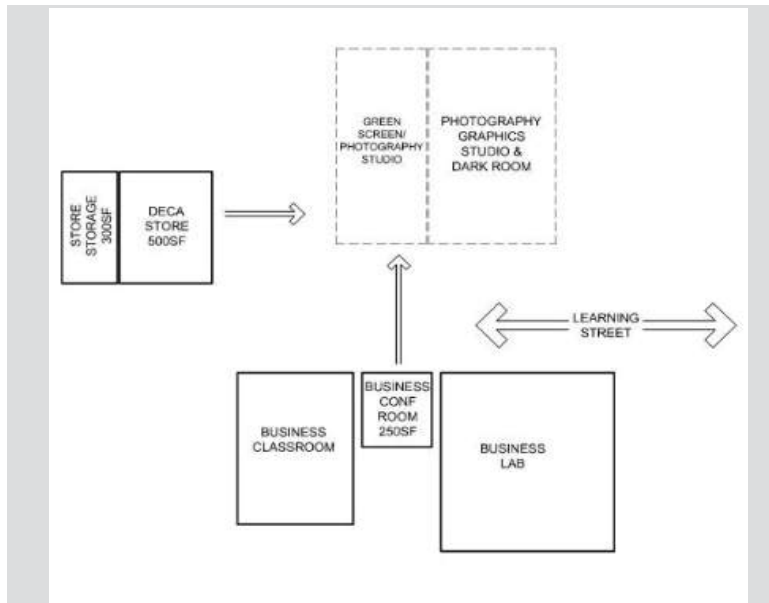 GREEN
SCREEN/
PHOTOGRAPHY
STUDIO
PHOTOGRAPHY
GRAPHICS
STUDIO &
DARK ROOM
STORE
STORAGE
300SF
DECA
STORE
500SF
LEARNING
STREET
BUSINESS
CLASSROOM
BUSINESS
CONF
ROOM
250SF
BUSINESS
LAB